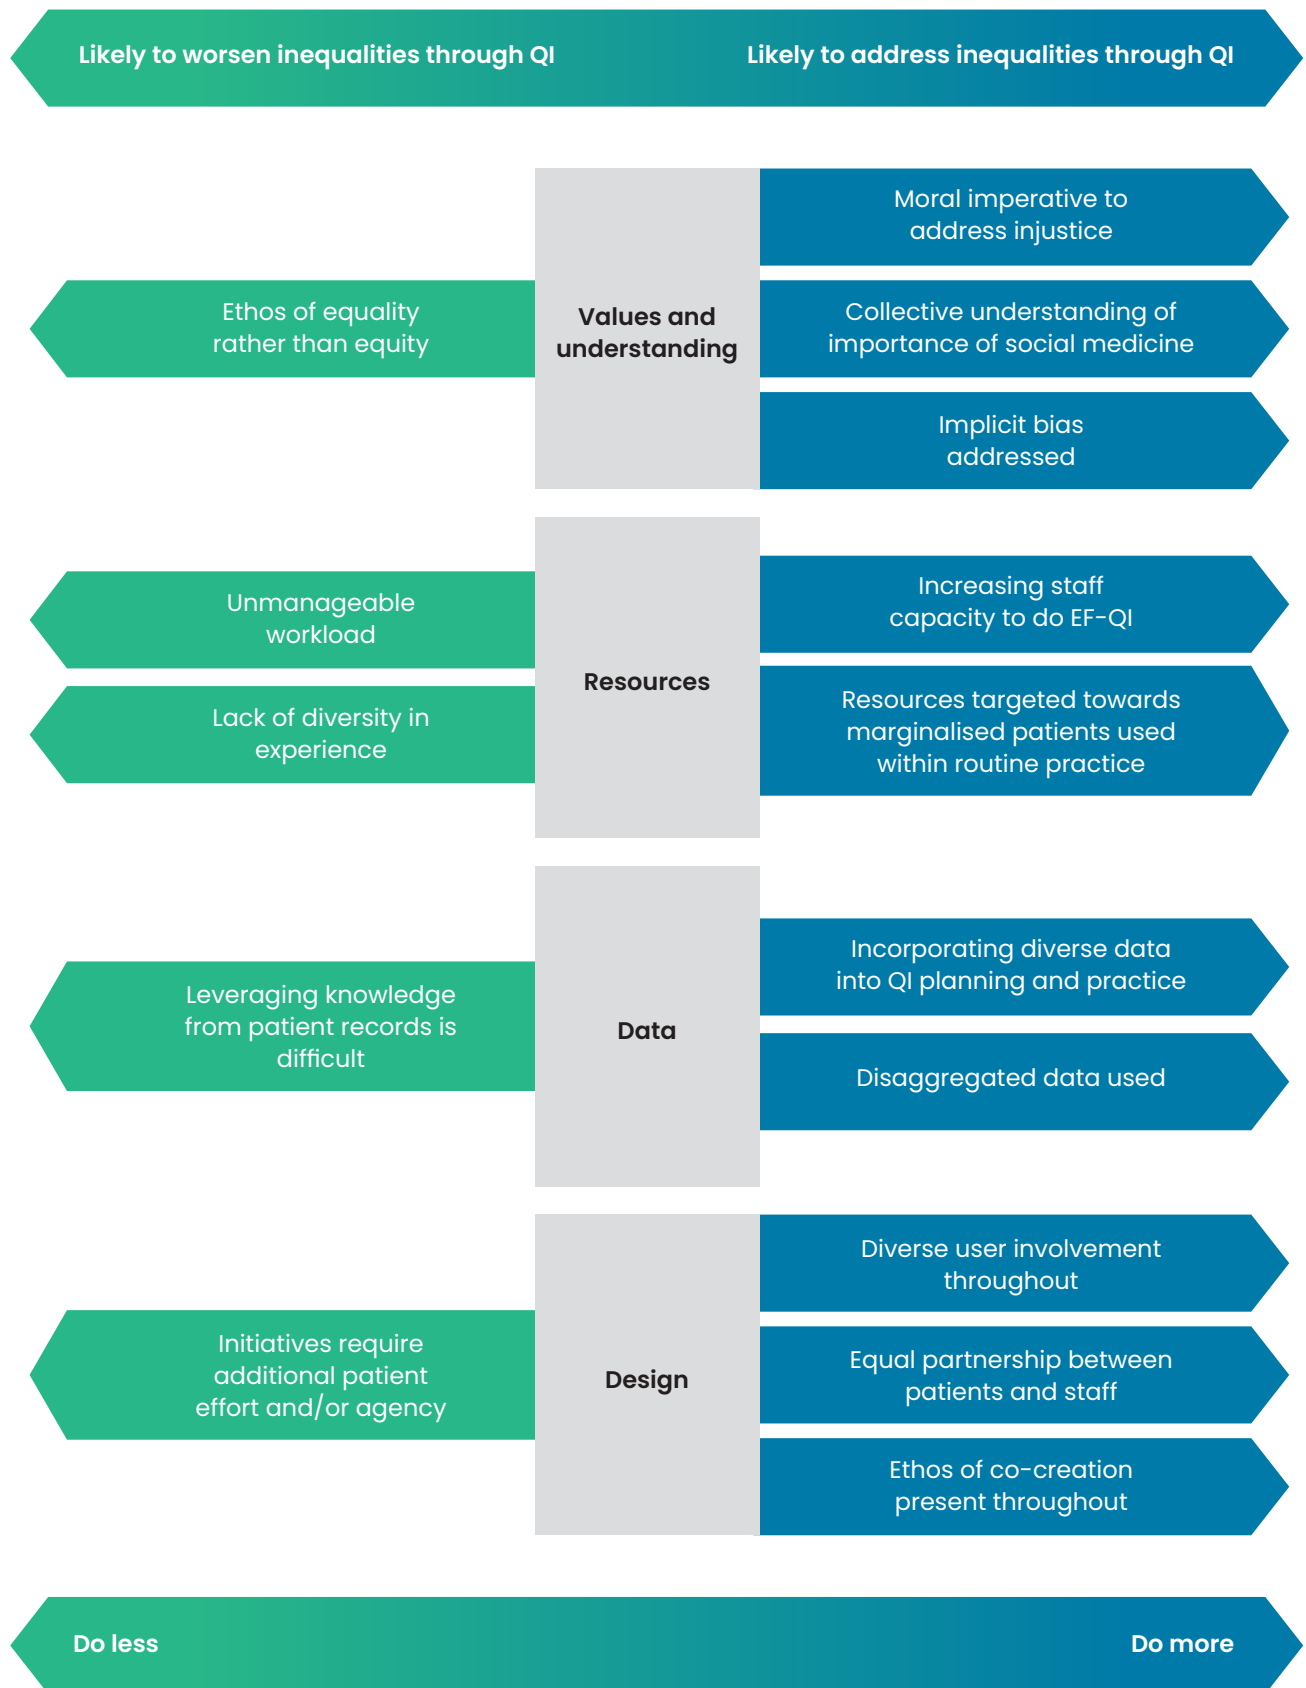 Likely to worsen inequalities through QI
Likely to address inequalities through QI
Values and
understanding
Ethos of equality
rather than equity
Moral imperative to
address injustice
Collective understanding of
importance of social medicine
Implicit bias
addressed
Resources
Unmanageable
workload
Lack of diversity in
experience
Increasing staff
capacity to do EF-QI
Resources targeted towards
marginalised patients used
within routine practice
Data
Leveraging knowledge
from patient records is
difficult
Incorporating diverse data
into QI planning and practice
Disaggregated data used
Design
Initiatives require
additional patient
effort and/or agency
Diverse user involvement
throughout
Equal partnership between
patients and staff
Ethos of co-creation
present throughout
Do less
Do more